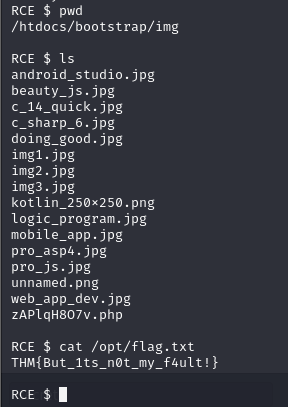 RCE $ pwd
/htdocs/bootstrap/img
RCE $ ls
android_studio.jpg
beauty_js.jpg
c_14_quick.jpg
c_sharp_6.jpg
doing_good.jpg
img1.jpg
img2.jpg
img3.jpg
kotlin_250×250.png
logic_program.jpg
mobile_app.jpg
pro_asp4.jpg
pro_js.jpg
unnamed.png
web_app_dev.jpg
zAPlqH8O7v.php
RCE $ cat /opt/flag.txt
THM{But_1ts_n0t_my_f4ult!}
RCE $